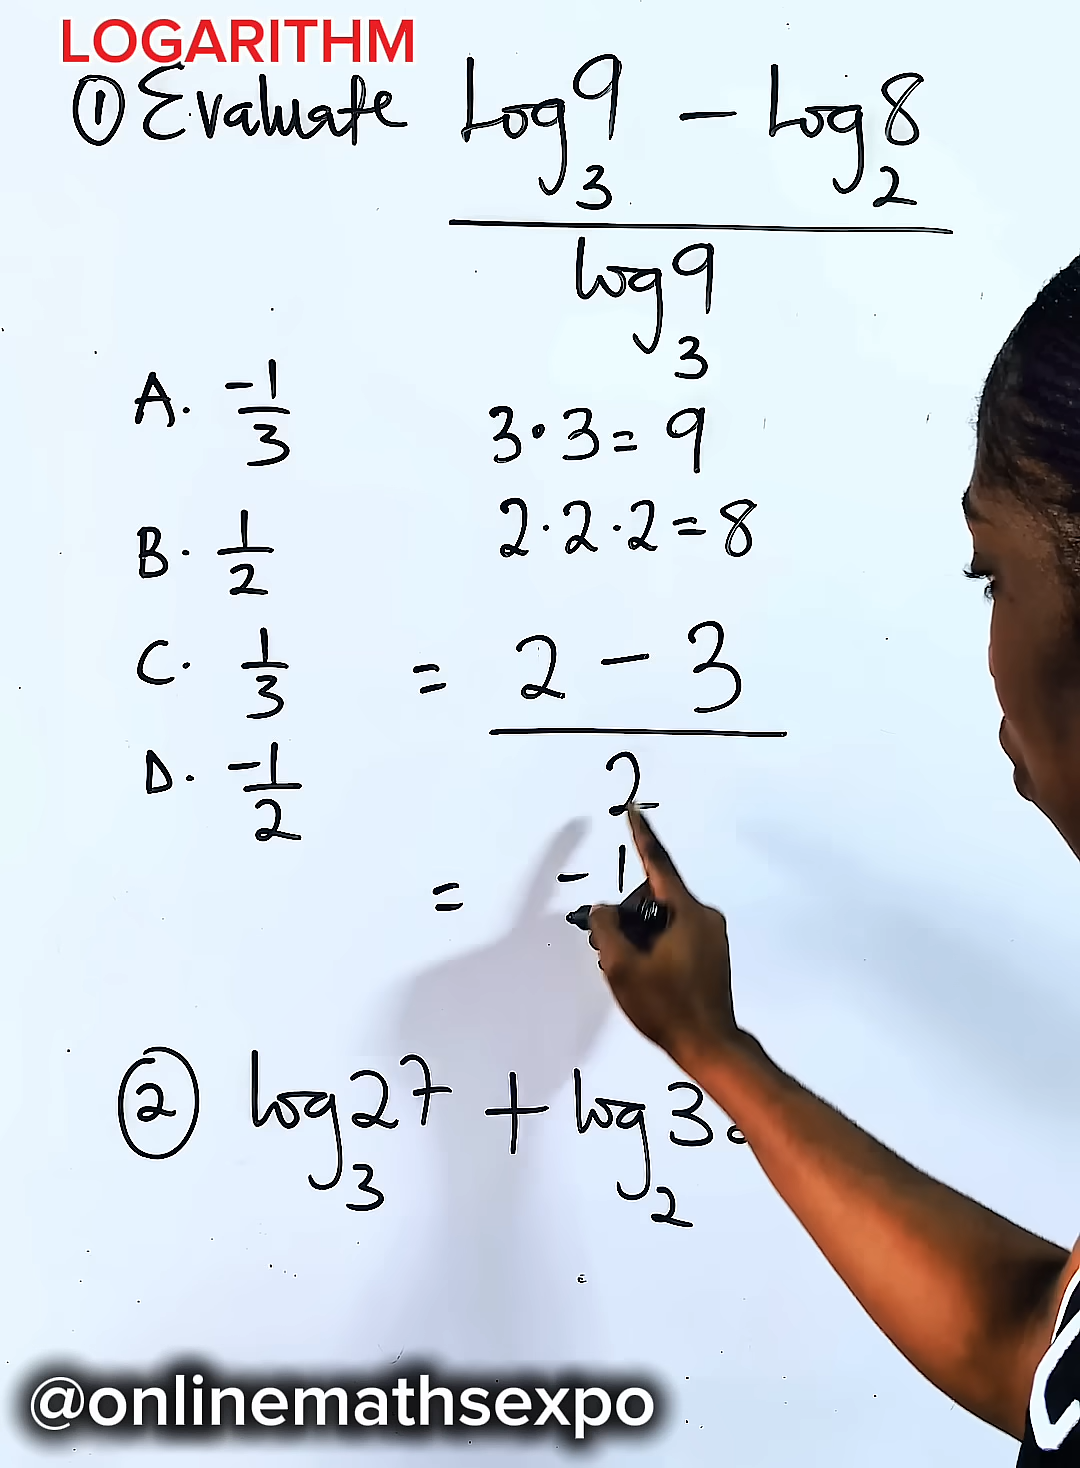 LOGARITHM
① Evaluate (Log₃9 - Log₂8) / log₃9
3·3=9
2·2·2=8
A. -1/3
B. 1/2
C. 1/3
D. -1/2
= (2-3)/2
= -1
② log₃27 + log₂3
@onlinemathsexpo